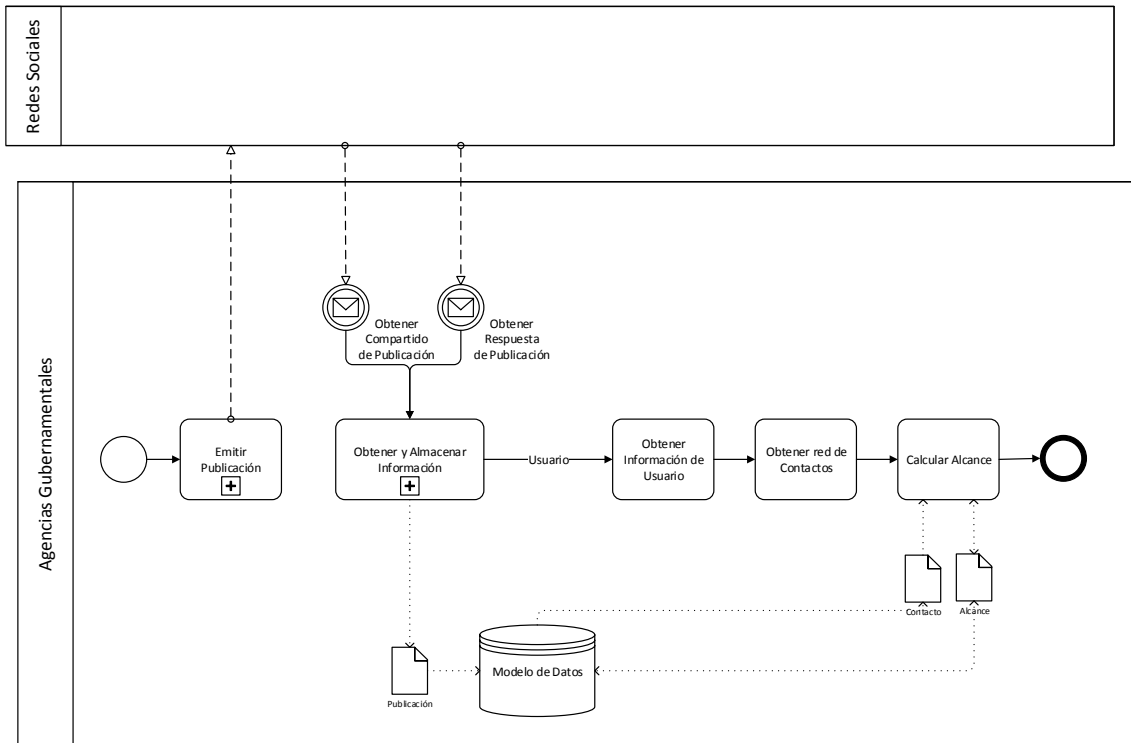 Redes Sociales
Agencias Gubernamentales
Obtener
Compartido
de Publicación
Obtener
Respuesta
de Publicación
Emitir
Publicación
Obtener y Almacenar
Información
Usuario
Obtener
Información de
Usuario
Obtener red de
Contactos
Calcular Alcance
Contacto
Alcance
Publicación
Modelo de Datos